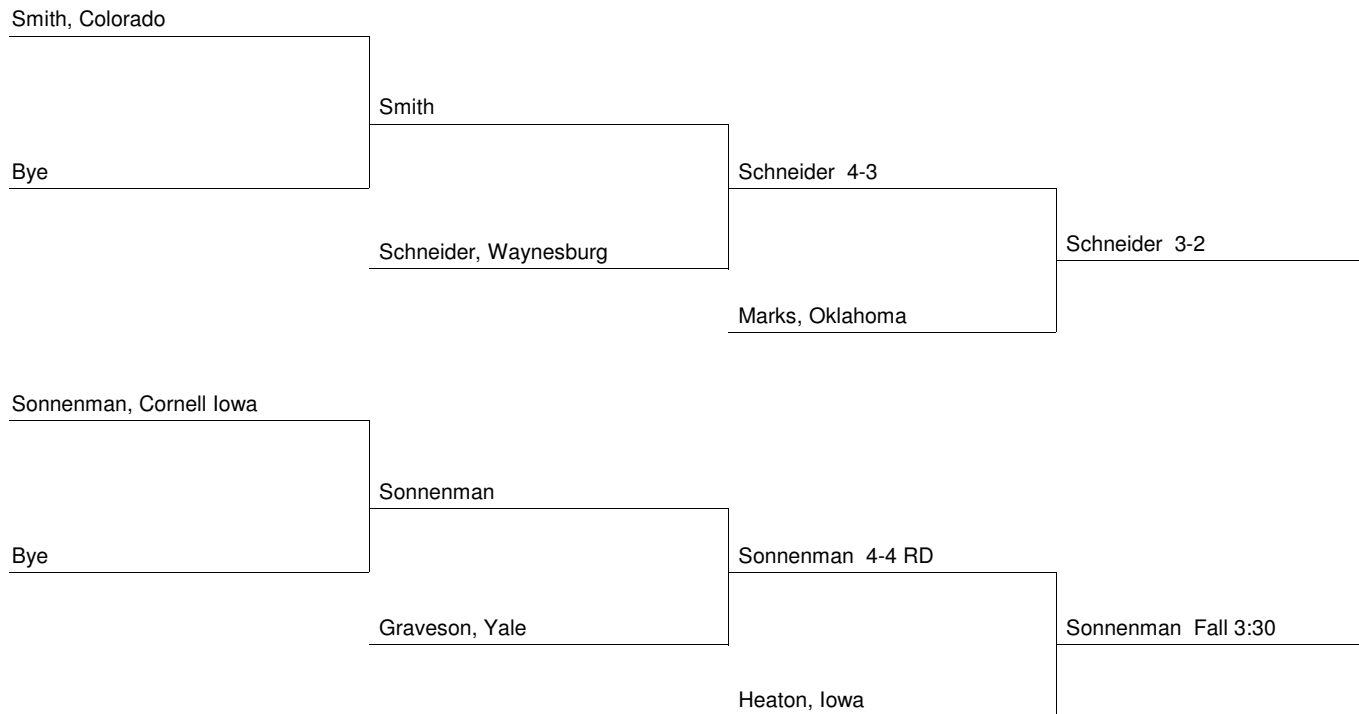 Smith, Colorado
Smith
Bye
Schneider  4-3
Schneider, Waynesburg
Schneider  3-2
Marks, Oklahoma
Sonnenman, Cornell Iowa
Sonnenman
Bye
Sonnenman  4-4 RD
Graveson, Yale
Sonnenman  Fall 3:30
Heaton, Iowa